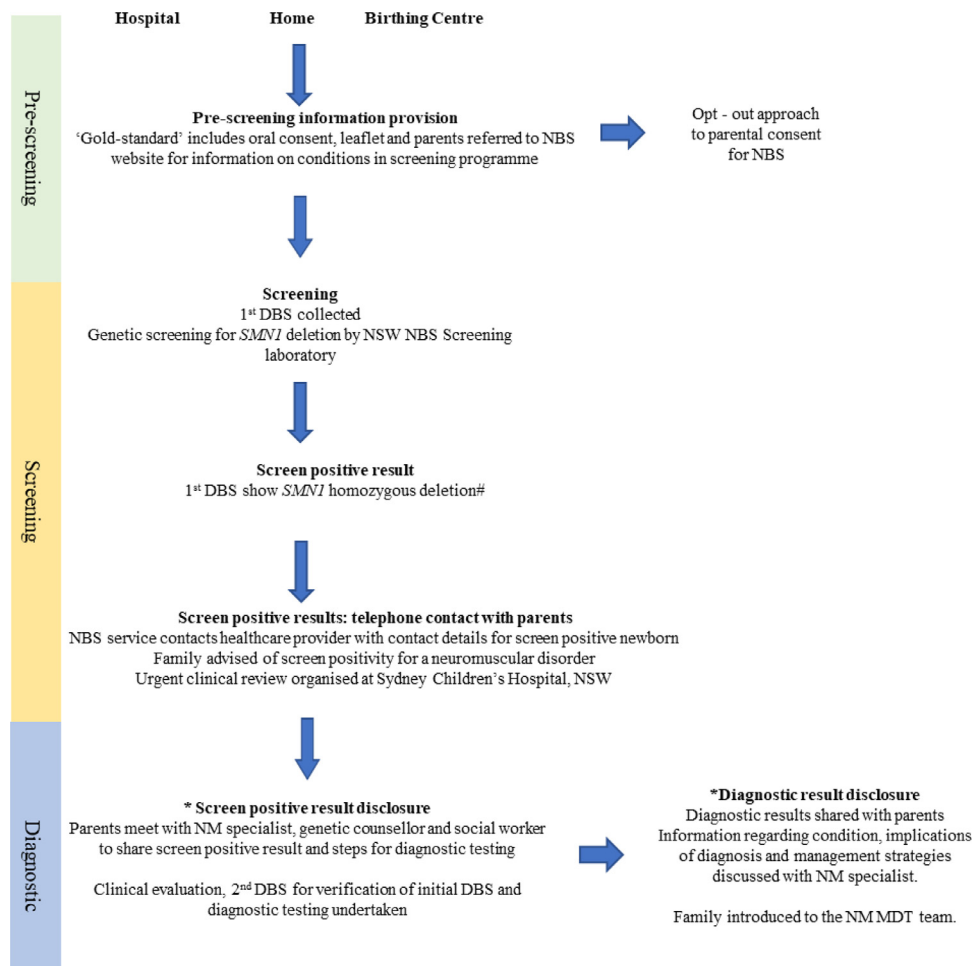 Hospital Home Birthing Centre
Pre-screening
Pre-screening information provision
‘Gold-standard’ includes oral consent, leaflet and parents referred to NBS
website for information on conditions in screening programme
Opt - out approach
to parental consent
for NBS
Screening
Screening
1st DBS collected
Genetic screening for SMN1 deletion by NSW NBS Screening
laboratory
Screen positive result
1st DBS show SMN1 homozygous deletion#
Screen positive results: telephone contact with parents
NBS service contacts healthcare provider with contact details for screen positive newborn
Family advised of screen positivity for a neuromuscular disorder
Urgent clinical review organised at Sydney Children’s Hospital, NSW
Diagnostic
* Screen positive result disclosure
Parents meet with NM specialist, genetic counsellor and social worker
to share screen positive result and steps for diagnostic testing
Clinical evaluation, 2nd DBS for verification of initial DBS and
diagnostic testing undertaken
*Diagnostic result disclosure
Diagnostic results shared with parents
Information regarding condition, implications
of diagnosis and management strategies
discussed with NM specialist.
Family introduced to the NM MDT team.